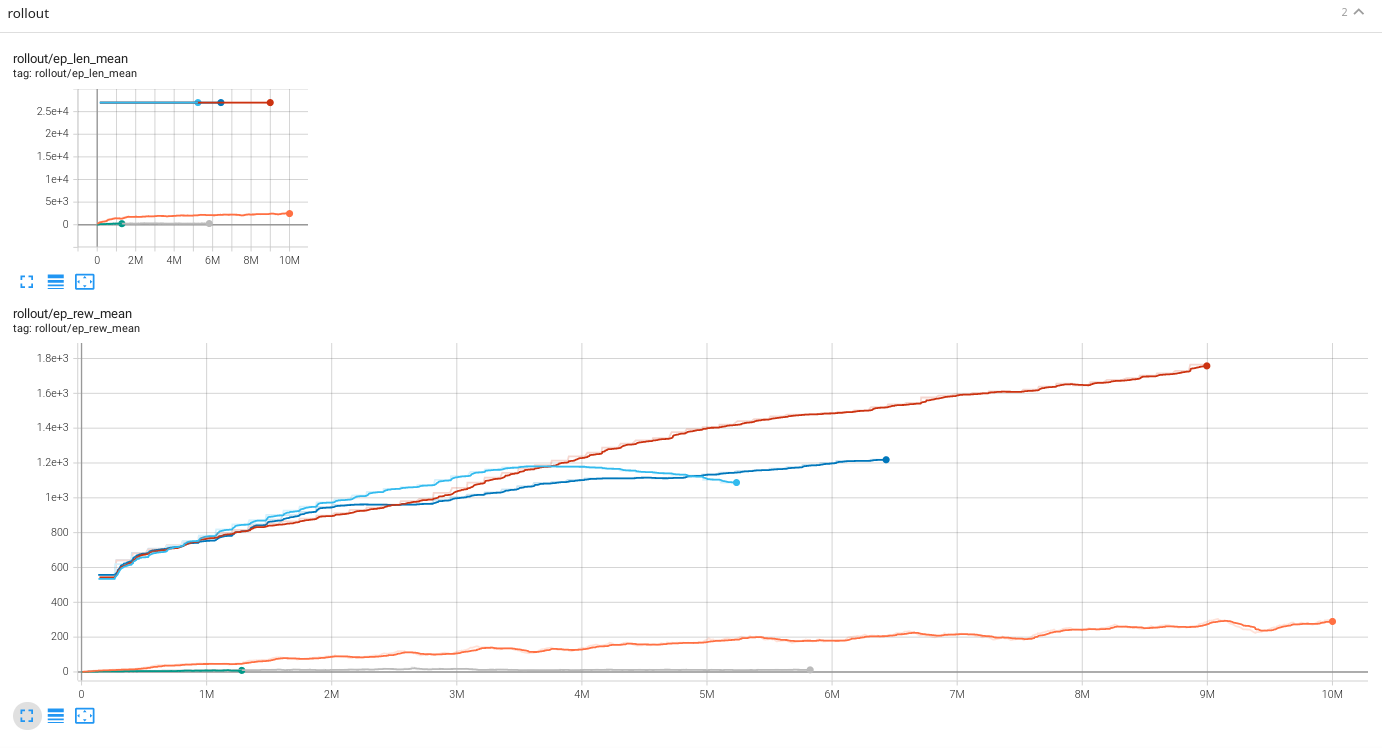 rollout
2
rollout/ep_len_mean
tag: rollout/ep_len_mean
2.5e+4
2e+4
1.5e+4
1e+4
5e+3
0
0 2M 4M 6M 8M 10M
rollout/ep_rew_mean
tag: rollout/ep_rew_mean
1.8e+3
1.6e+3
1.4e+3
1.2e+3
1e+3
800
600
400
200
0
0 1M 2M 3M 4M 5M 6M 7M 8M 9M 10M